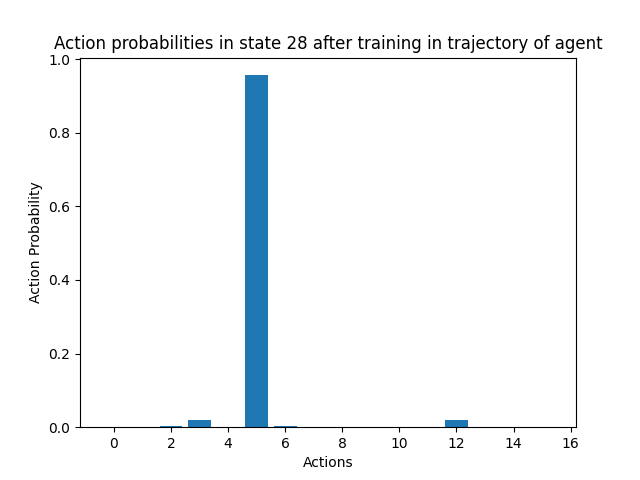 Action probabilities in state 28 after training in trajectory of agent
1.0
0.8
0.6
0.4
0.2
0.0
Action Probability
0 2 4 6 8 10 12 14 16
Actions